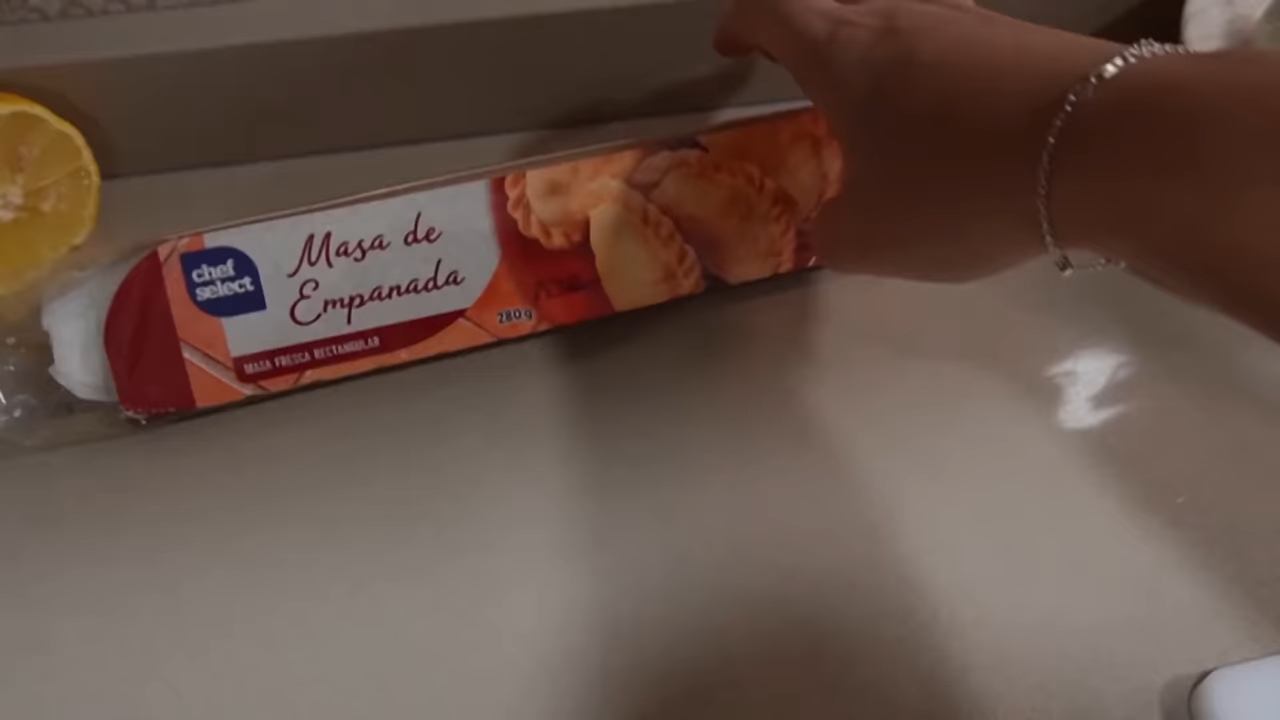 chef
select
Masa de
Empanada
MASA FRESCA RECTANGULAR
280g